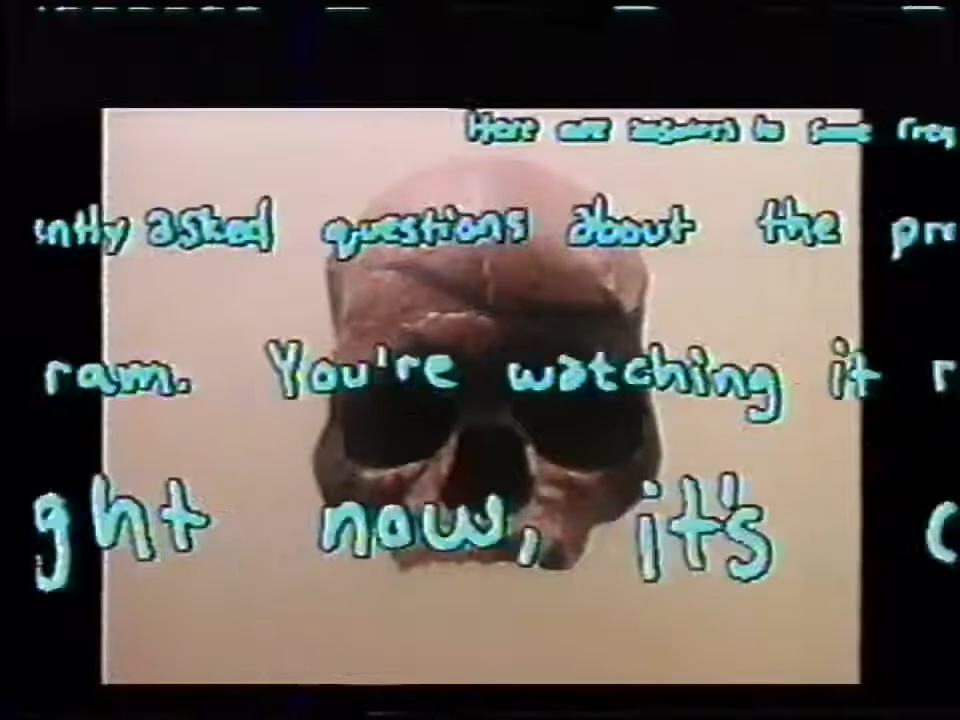 Here are answers to some freq
ntly asked questions about the pro
ram. You're watching it r
ght now, it's c